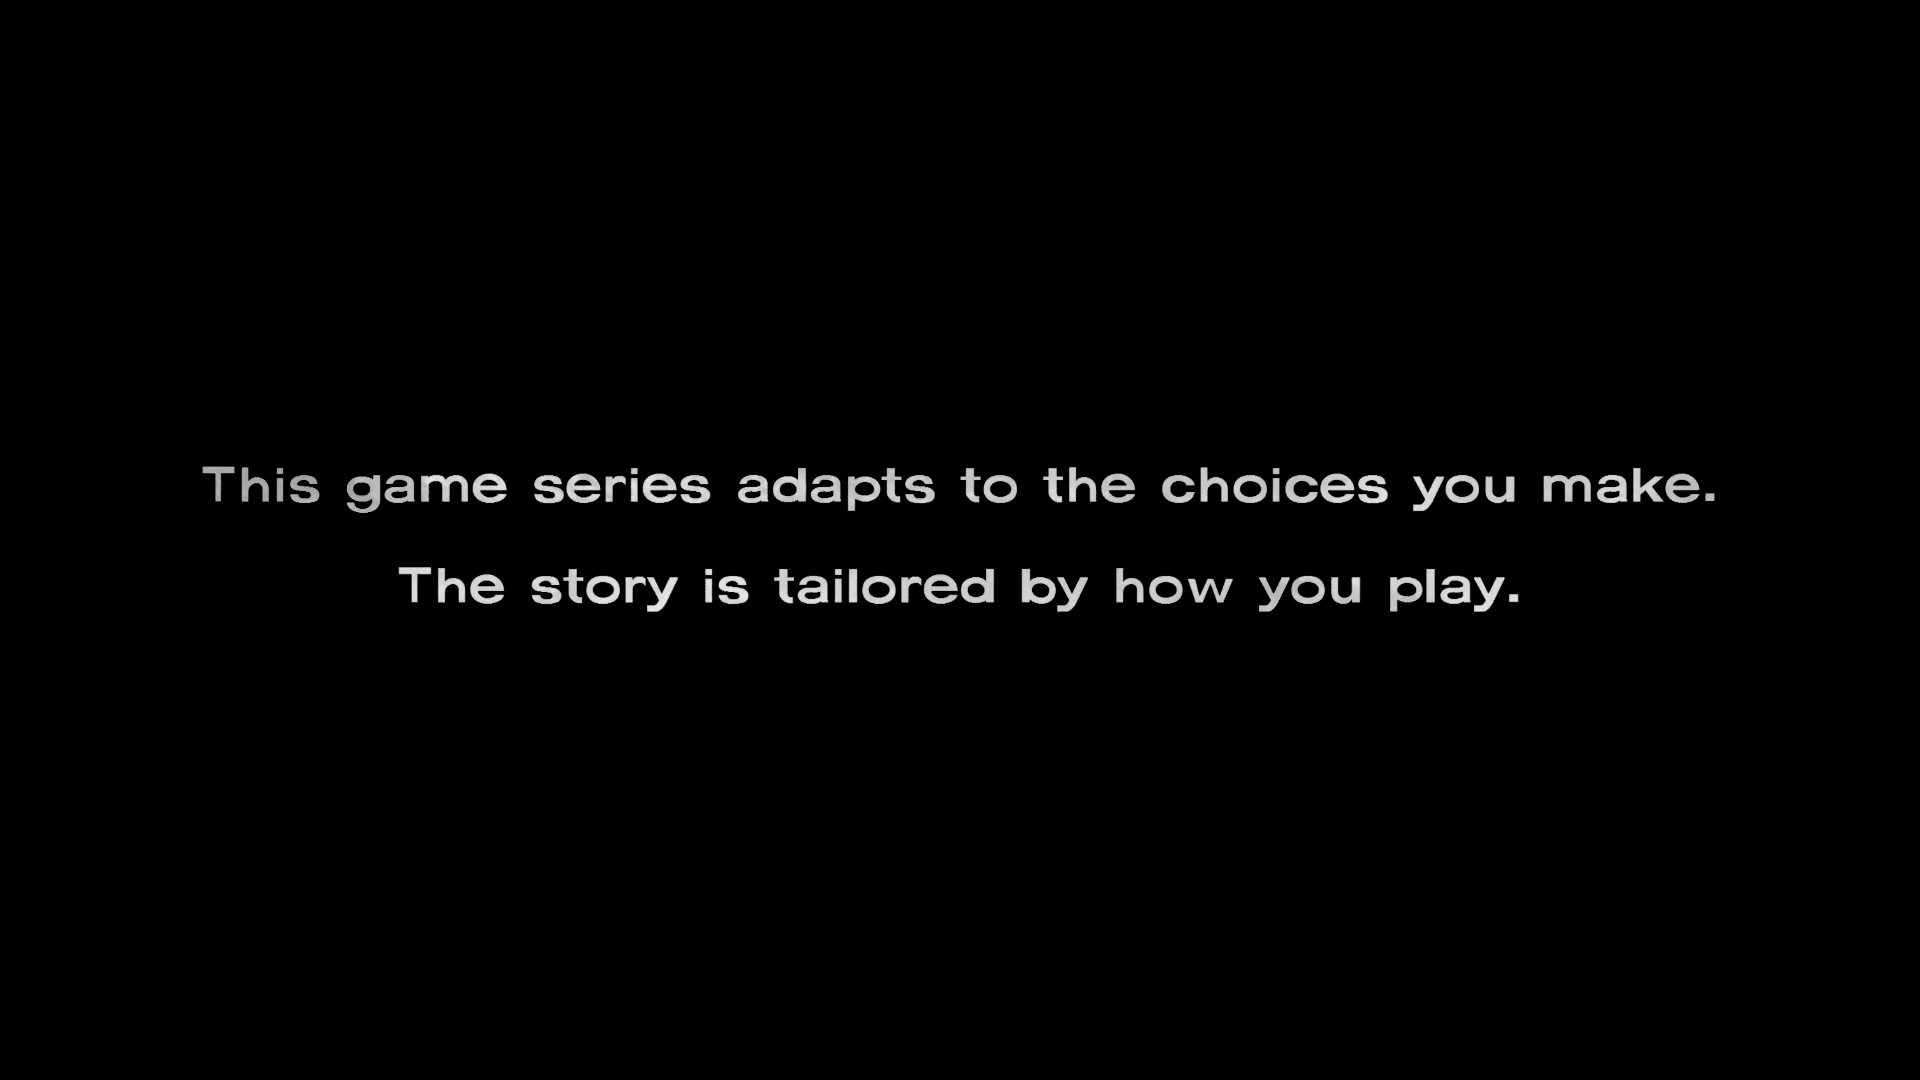 This game series adapts to the choices you make.
The story is tailored by how you play.